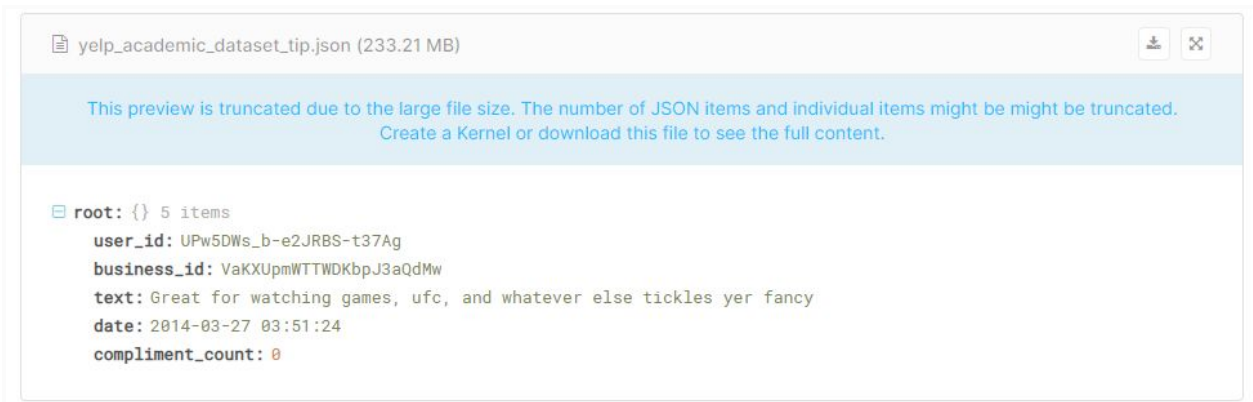 yelp_academic_dataset_tip.json (233.21 MB)
This preview is truncated due to the large file size. The number of JSON items and individual items might be might be truncated.
Create a Kernel or download this file to see the full content.
root: {} 5 items
user_id: UPw5DWs_b-e2JRBS-t37Ag
business_id: VaKXUpmWTTWDKbpJ3aQdMw
text: Great for watching games, ufc, and whatever else tickles yer fancy
date: 2014-03-27 03:51:24
compliment_count: 0